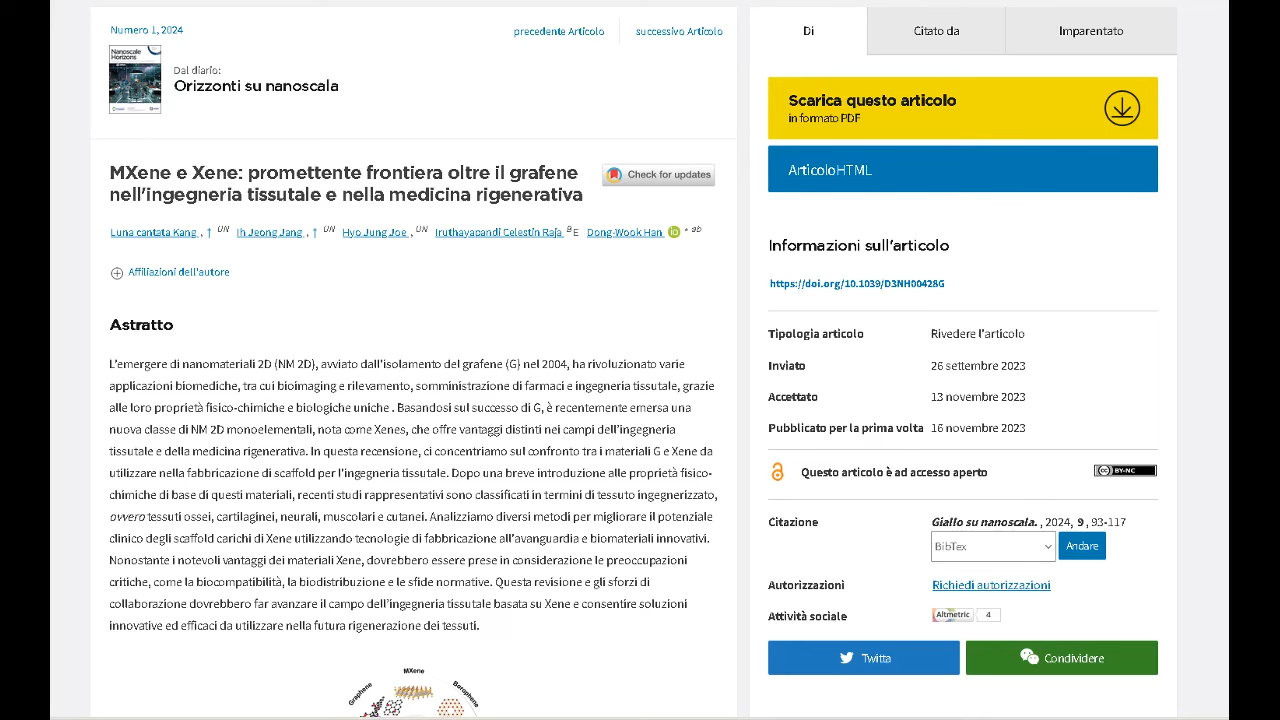 Numero 1, 2024
precedente Articolo
successivo Articolo
Nanoscale
Horizons
Dal diario:
Orizzonti su nanoscala
MXene e Xene: promettente frontiera oltre il grafene
nell'ingegneria tissutale e nella medicina rigenerativa
Check for updates
Luna cantata Kang , † UN Ih Jeong Jang , † UN Hyo Jung Joe , UN Iruthayapandi Celestin Raja B E Dong-Wook Han iD * ab
Affiliazioni dell'autore
Astratto
L'emergere di nanomateriali 2D (NM 2D), avviato dall'isolamento del grafene (G) nel 2004, ha rivoluzionato varie
applicazioni biomediche, tra cui bioimaging e rilevamento, somministrazione di farmaci e ingegneria tissutale, grazie
alle loro proprietà fisico-chimiche e biologiche uniche . Basandosi sul successo di G, è recentemente emersa una
nuova classe di NM 2D monoelementali, nota come Xenes, che offre vantaggi distinti nei campi dell'ingegneria
tissutale e della medicina rigenerativa. In questa recensione, ci concentriamo sul confronto tra i materiali G e Xene da
utilizzare nella fabbricazione di scaffold per l'ingegneria tissutale. Dopo una breve introduzione alle proprietà fisico-
chimiche di base di questi materiali, recenti studi rappresentativi sono classificati in termini di tessuto ingegnerizzato,
ovvero tessuti ossei, cartilaginei, neurali, muscolari e cutanei. Analizziamo diversi metodi per migliorare il potenziale
clinico degli scaffold carichi di Xene utilizzando tecnologie di fabbricazione all'avanguardia e biomateriali innovativi.
Nonostante i notevoli vantaggi dei materiali Xene, dovrebbero essere prese in considerazione le preoccupazioni
critiche, come la biocompatibilità, la biodistribuzione e le sfide normative. Questa revisione e gli sforzi di
collaborazione dovrebbero far avanzare il campo dell'ingegneria tissutale basata su Xene e consentire soluzioni
innovative ed efficaci da utilizzare nella futura rigenerazione dei tessuti.
MXene
Graphene
Borophene
Di
Citato da
Imparentato
Scarica questo articolo
in formato PDF
ArticoloHTML
Informazioni sull'articolo
https://doi.org/10.1039/D3NH00428G
Tipologia articolo Rivedere l'articolo
Inviato 26 settembre 2023
Accettato 13 novembre 2023
Pubblicato per la prima volta 16 novembre 2023
Questo articolo è ad accesso aperto
cc BY-NC
Citazione Giallo su nanoscala. , 2024, 9 , 93-117
BibTex
Andare
Autorizzazioni Richiedi autorizzazioni
Attività sociale Altmetric 4
Twitta
Condividere